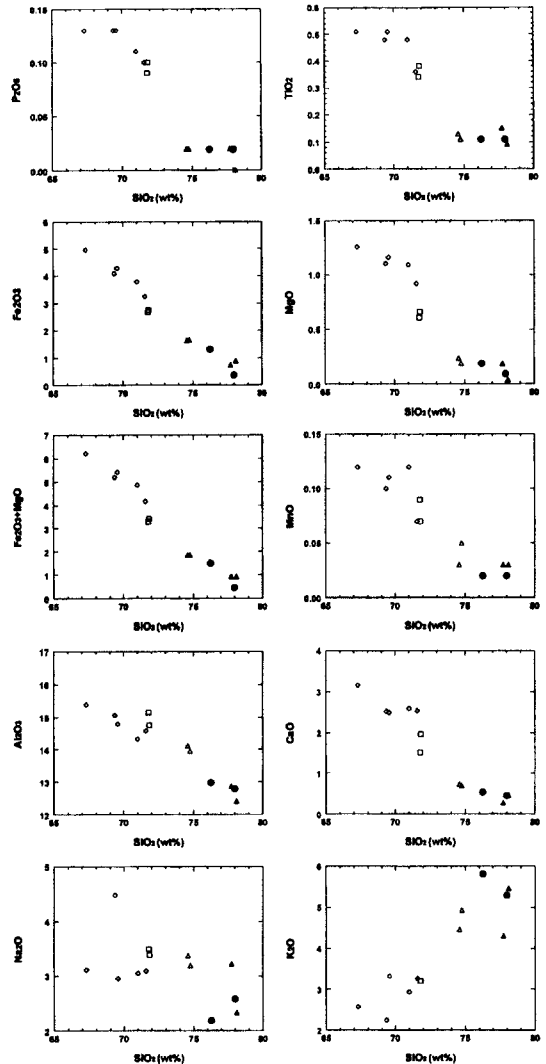 P₂O₅
0.15
0.10
0.05
0.00
65 70 75 80
SiO₂ (wt%)
TiO₂
0.6
0.5
0.4
0.3
0.2
0.1
0.0
65 70 75 80
SiO₂ (wt%)
Fe2O3
6
5
4
3
2
1
0
65 70 75 80
SiO₂ (wt%)
MgO
1.5
1.0
0.5
0.0
65 70 75 80
SiO₂ (wt%)
Fe₂O₃+MgO
7
6
5
4
3
2
1
0
65 70 75 80
SiO₂ (wt%)
MnO
0.15
0.10
0.05
0.00
65 70 75 80
SiO₂ (wt%)
Al₂O₃
17
16
15
14
13
12
65 70 75 80
SiO₂ (wt%)
CaO
4
3
2
1
0
65 70 75 80
SiO₂ (wt%)
Na₂O
5
4
3
2
65 70 75 80
SiO₂ (wt%)
K₂O
6
5
4
3
2
65 70 75 80
SiO₂ (wt%)